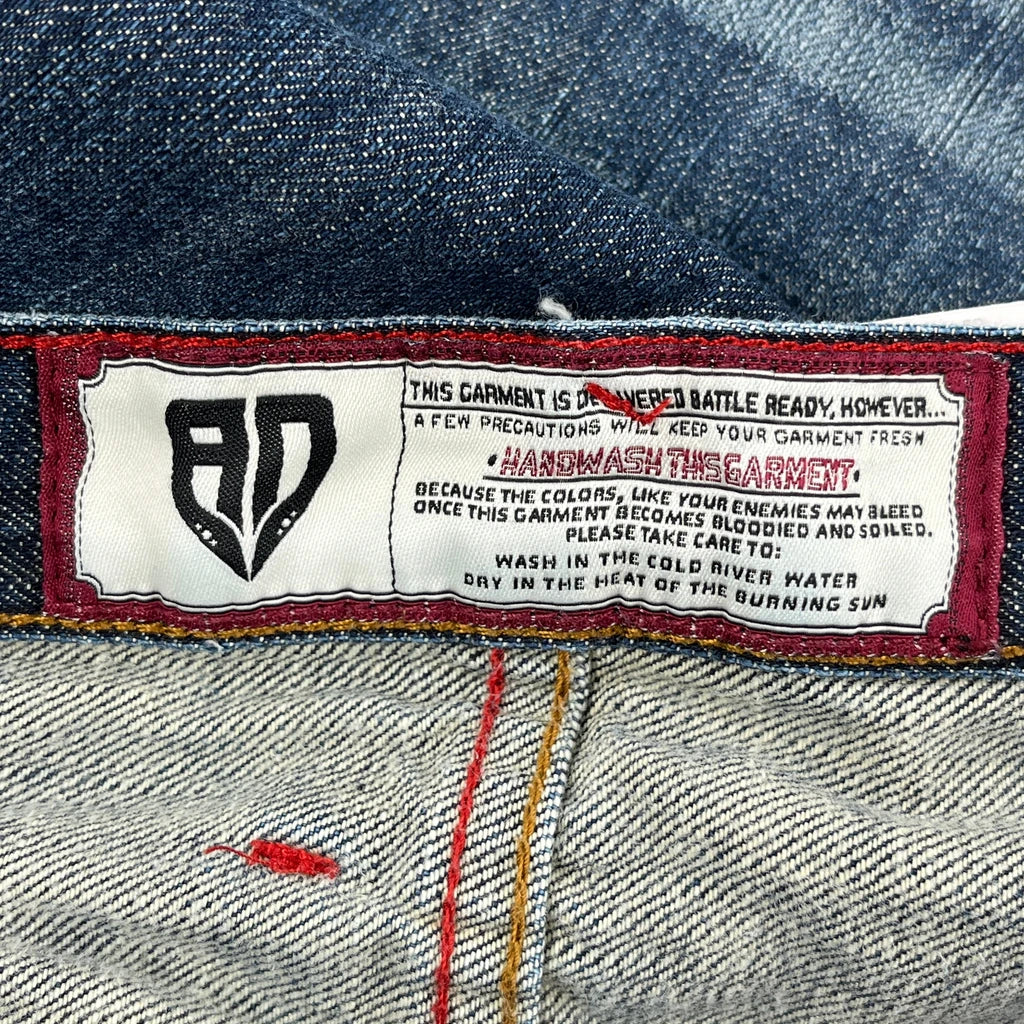 AD
THIS GARMENT IS DELIVERED BATTLE READY, HOWEVER...
A FEW PRECAUTIONS WILL KEEP YOUR GARMENT FRESH
·HANDWASH THIS GARMENT·
BECAUSE THE COLORS, LIKE YOUR ENEMIES MAY BLEED
ONCE THIS GARMENT BECOMES BLOODIED AND SOILED.
PLEASE TAKE CARE TO:
WASH IN THE COLD RIVER WATER
DRY IN THE HEAT OF THE BURNING SUN